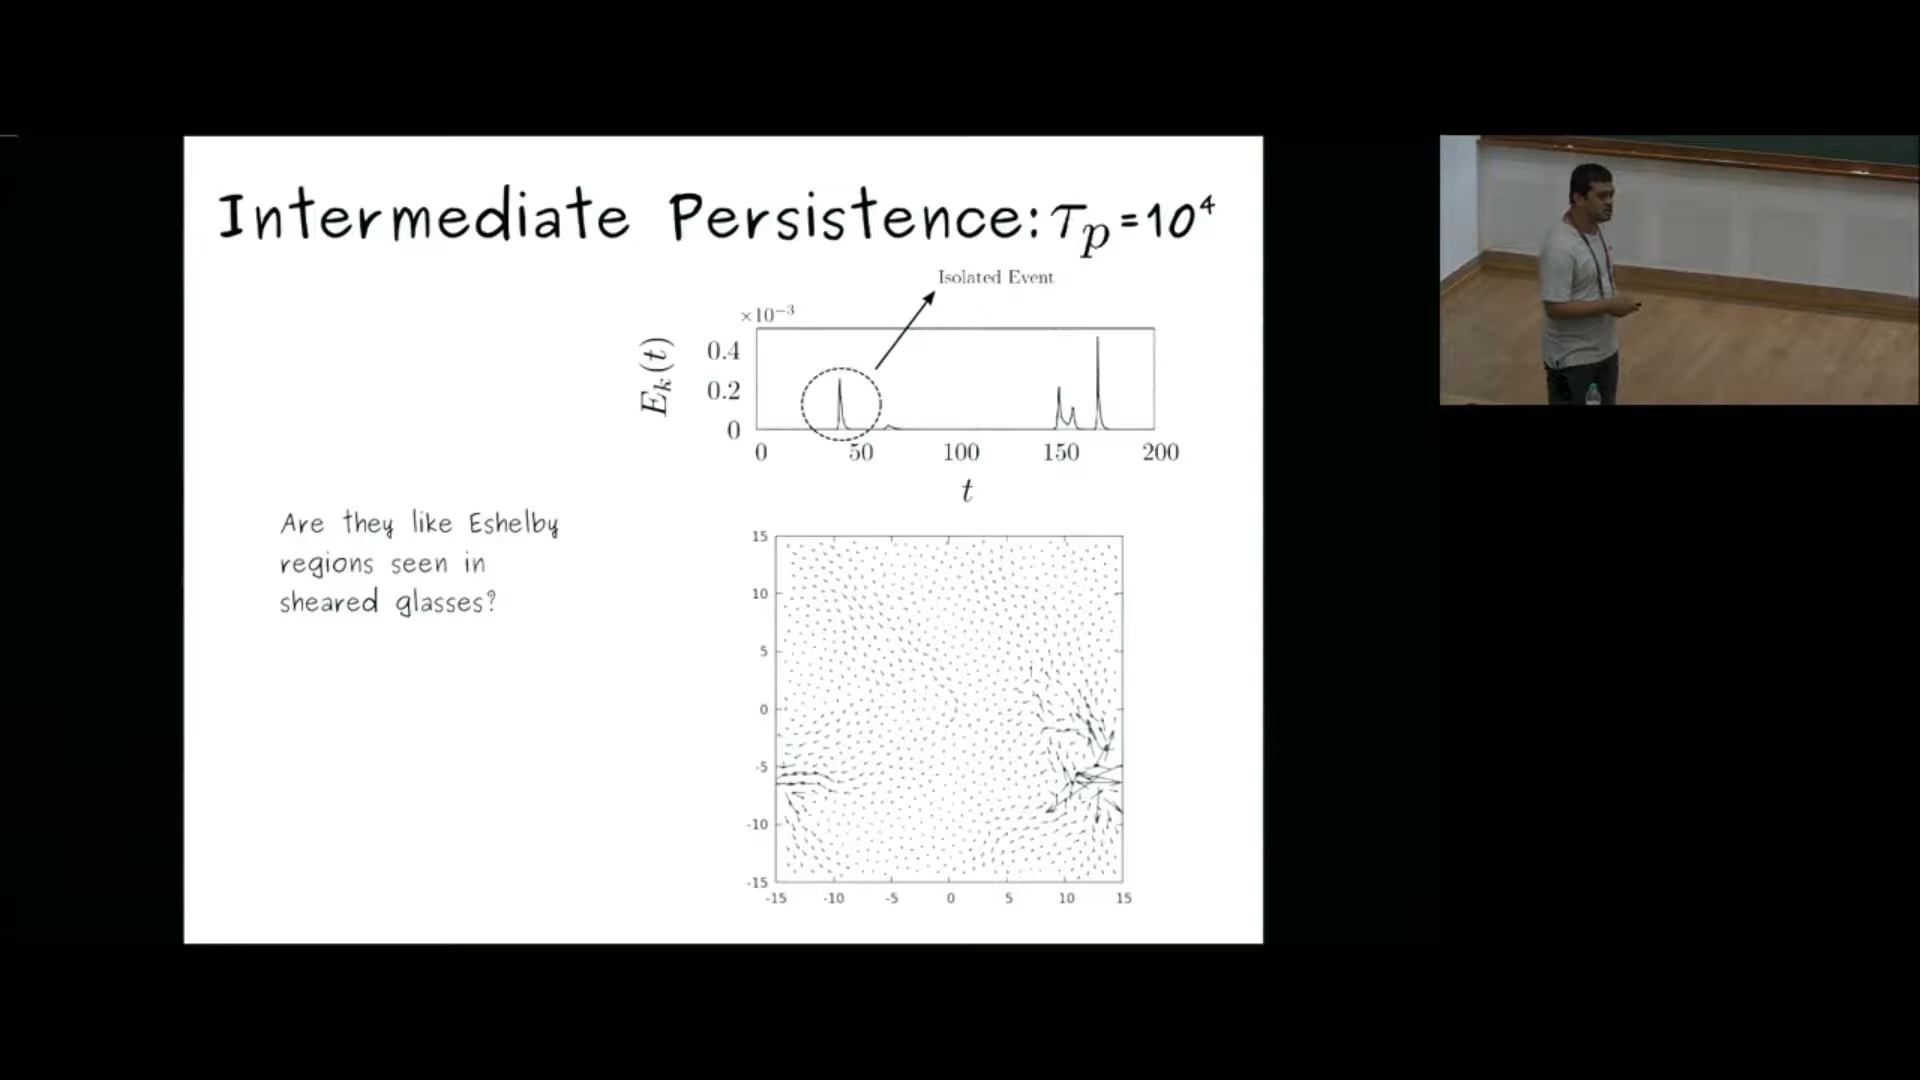 Intermediate Persistence: τp = 10⁴
Isolated Event
×10⁻³
Ek(t)
0.4
0.2
0
0 50 100 150 200
t
Are they like Eshelby
regions seen in
sheared glasses?
15
10
5
0
-5
-10
-15
-15 -10 -5 0 5 10 15